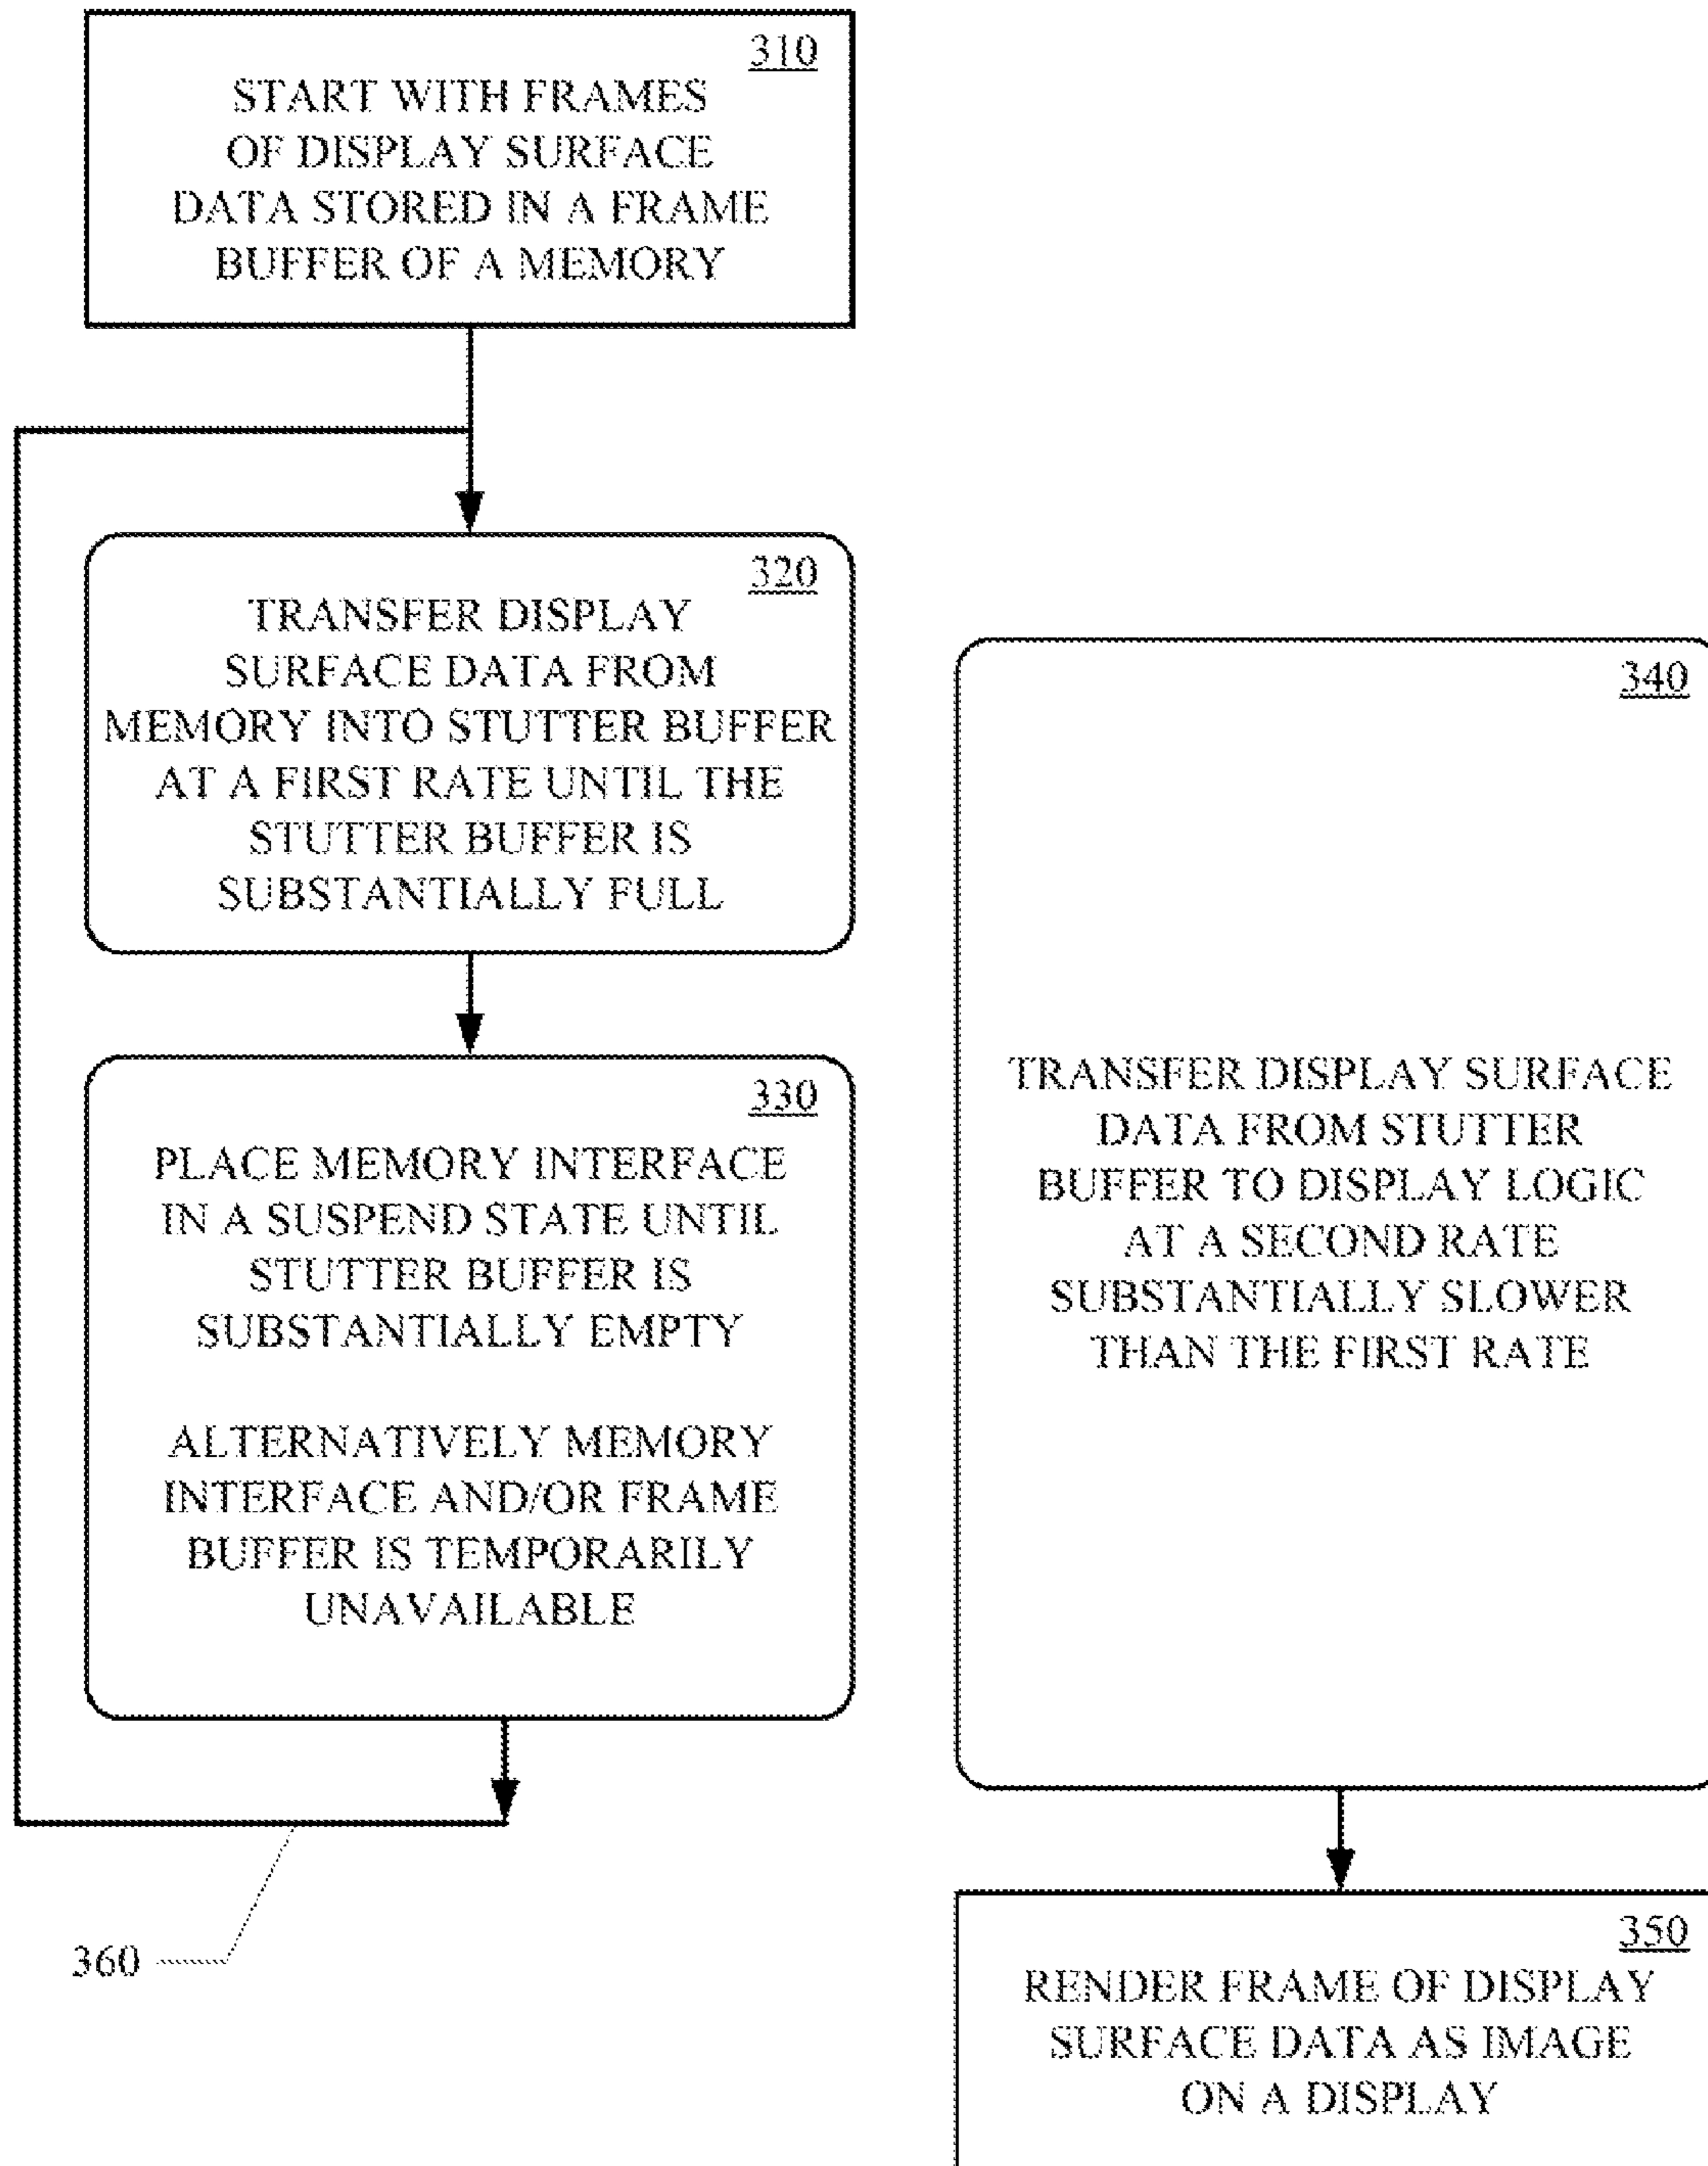 310
START WITH FRAMES
OF DISPLAY SURFACE
DATA STORED IN A FRAME
BUFFER OF A MEMORY
320
TRANSFER DISPLAY
SURFACE DATA FROM
MEMORY INTO STUTTER BUFFER
AT A FIRST RATE UNTIL THE
STUTTER BUFFER IS
SUBSTANTIALLY FULL
330
PLACE MEMORY INTERFACE
IN A SUSPEND STATE UNTIL
STUTTER BUFFER IS
SUBSTANTIALLY EMPTY
ALTERNATIVELY MEMORY
INTERFACE AND/OR FRAME
BUFFER IS TEMPORARILY
UNAVAILABLE
360
340
TRANSFER DISPLAY SURFACE
DATA FROM STUTTER
BUFFER TO DISPLAY LOGIC
AT A SECOND RATE
SUBSTANTIALLY SLOWER
THAN THE FIRST RATE
350
RENDER FRAME OF DISPLAY
SURFACE DATA AS IMAGE
ON A DISPLAY